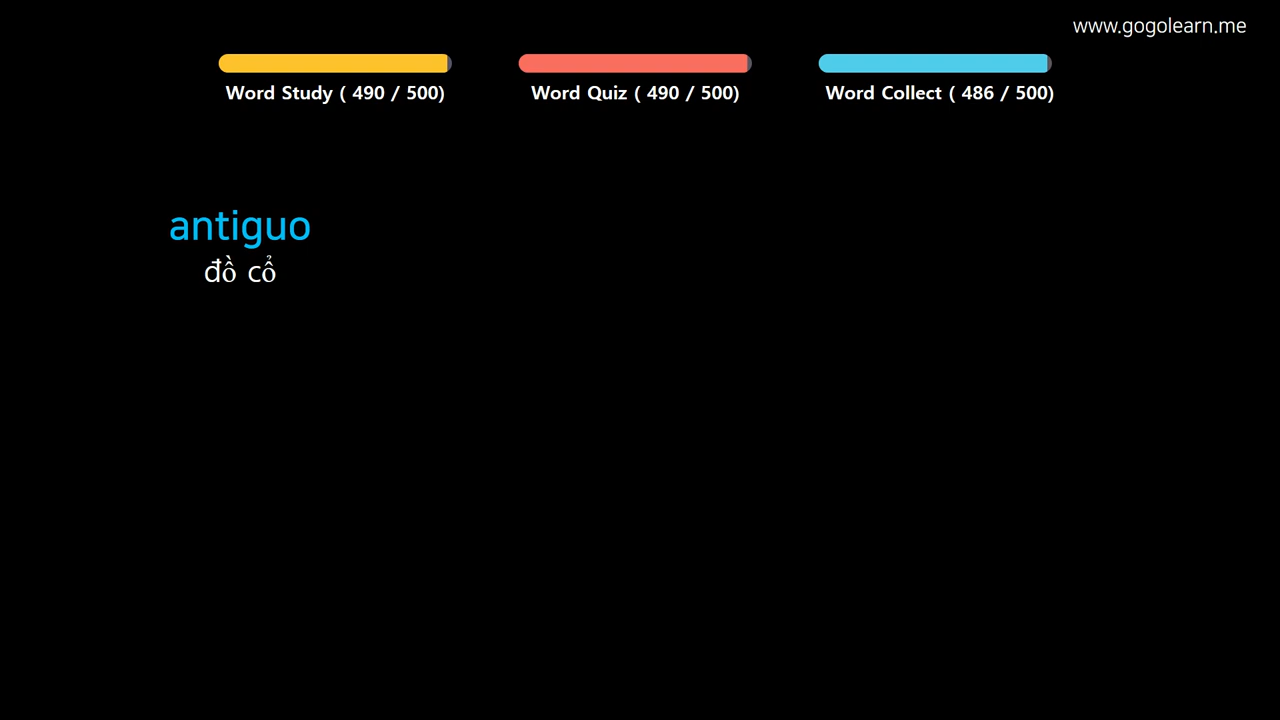 www.gogolearn.me
Word Study ( 490 / 500)
Word Quiz ( 490 / 500)
Word Collect ( 486 / 500)
antiguo
đồ cổ